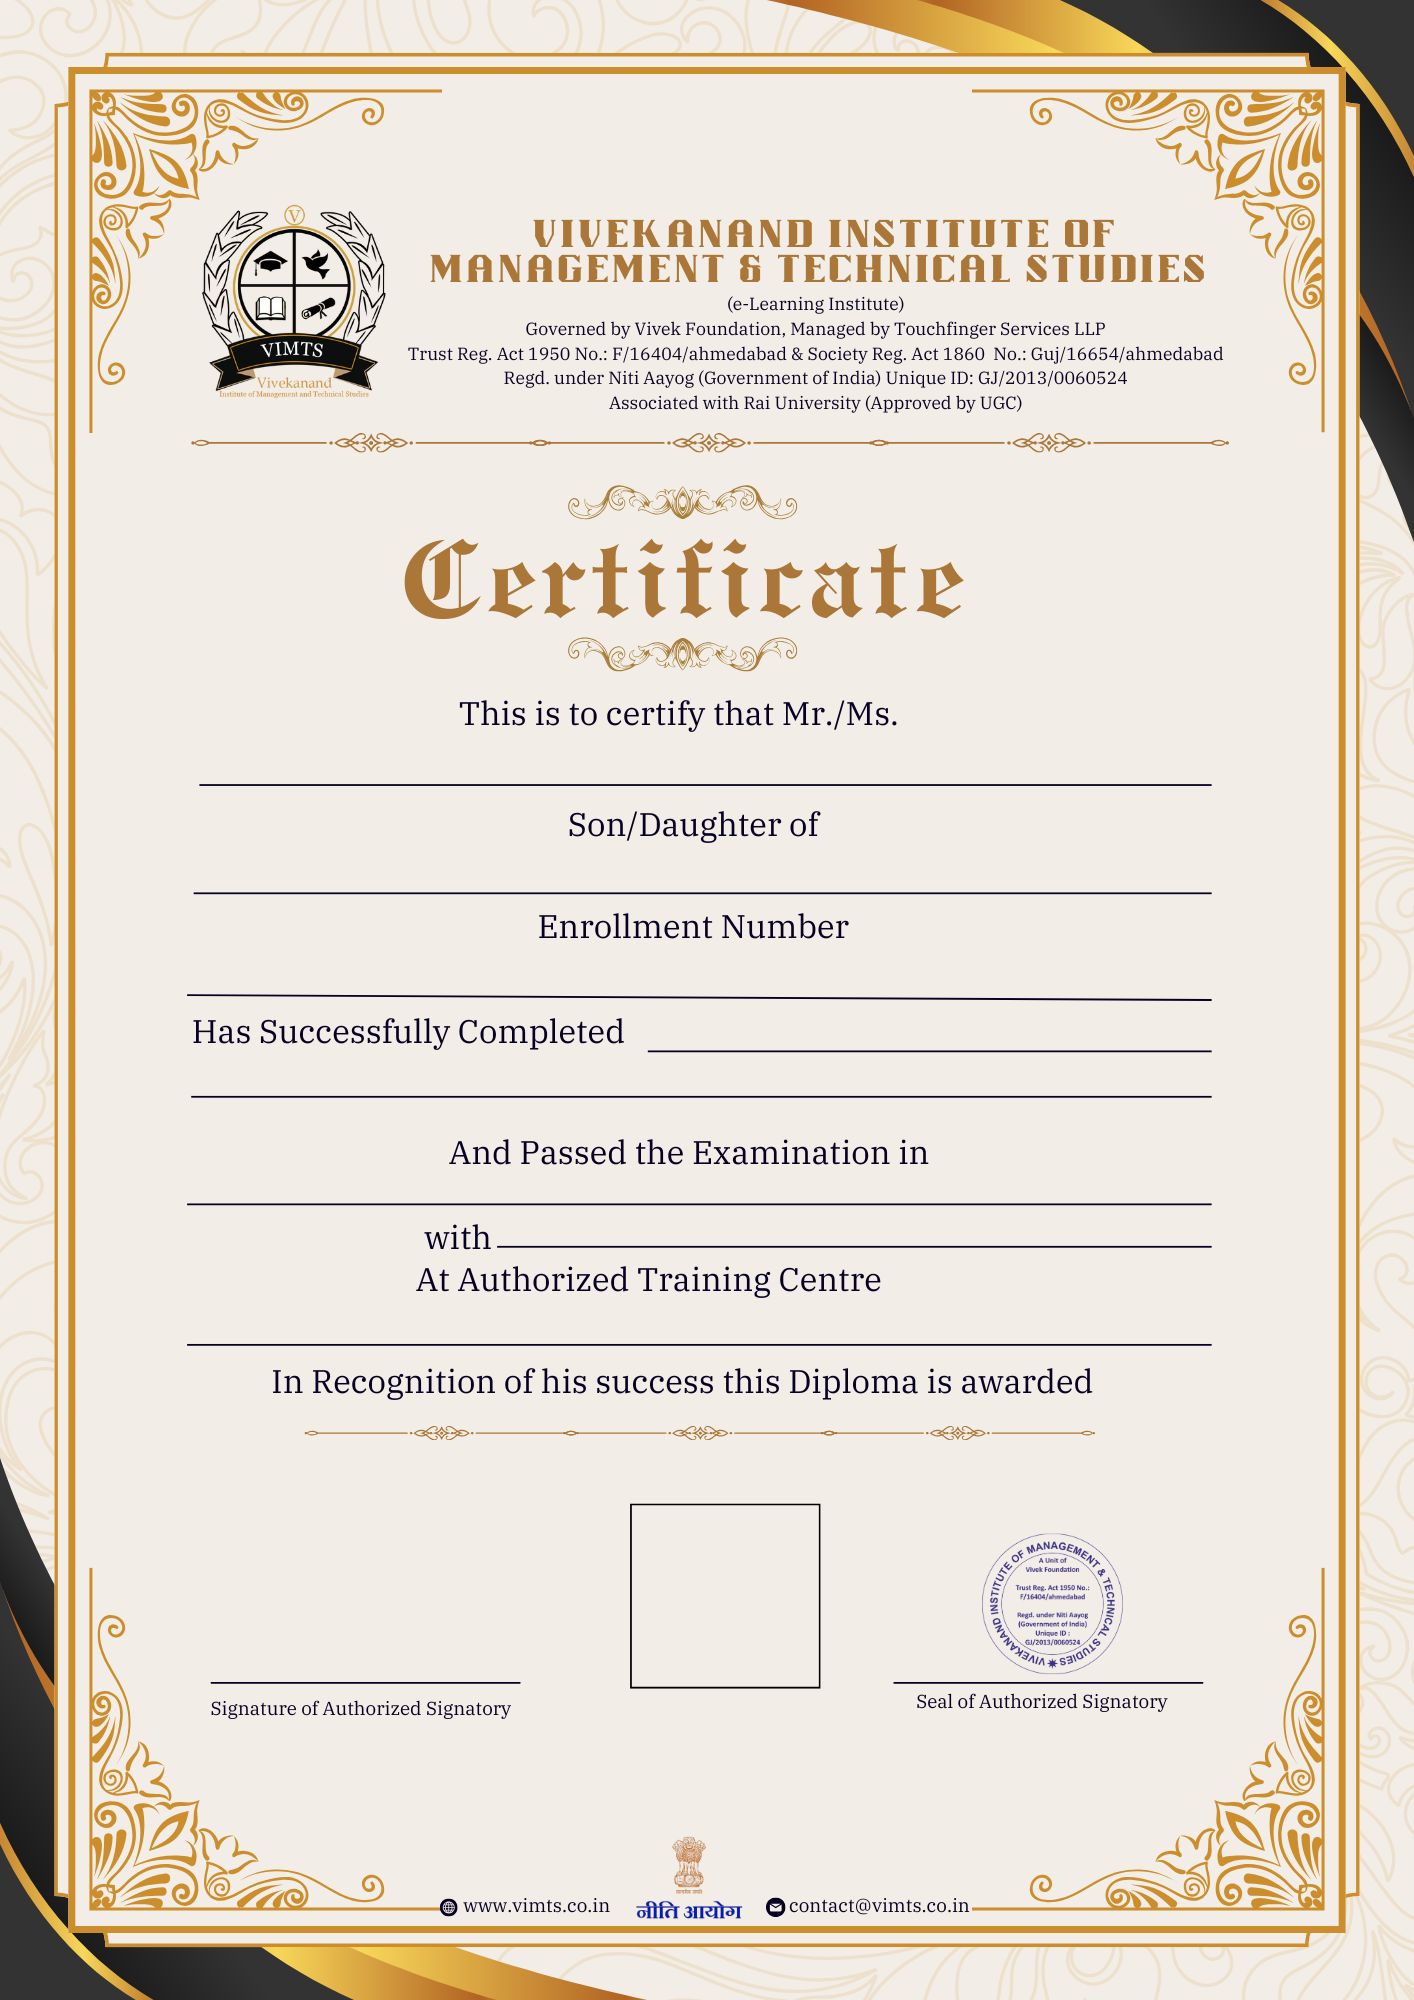 V
VIMTS
Vivekanand
Institute of Management and Technical Studies
VIVEKANAND INSTITUTE OF
MANAGEMENT & TECHNICAL STUDIES
(e-Learning Institute)
Governed by Vivek Foundation, Managed by Touchfinger Services LLP
Trust Reg. Act 1950 No.: F/16404/ahmedabad & Society Reg. Act 1860 No.: Guj/16654/ahmedabad
Regd. under Niti Aayog (Government of India) Unique ID: GJ/2013/0060524
Associated with Rai University (Approved by UGC)
Certificate
This is to certify that Mr./Ms.
Son/Daughter of
Enrollment Number
Has Successfully Completed
And Passed the Examination in
with
At Authorized Training Centre
In Recognition of his success this Diploma is awarded
VIVEKANAND INSTITUTE OF MANAGEMENT & TECHNICAL STUDIES
A Unit of
Vivek Foundation
Trust Reg. Act 1950 No.:
F/16404/ahmedabad
Regd. under Niti Aayog
(Government of India)
Unique ID :
GJ/2013/0060524
Signature of Authorized Signatory
Seal of Authorized Signatory
www.vimts.co.in
नीति आयोग
contact@vimts.co.in